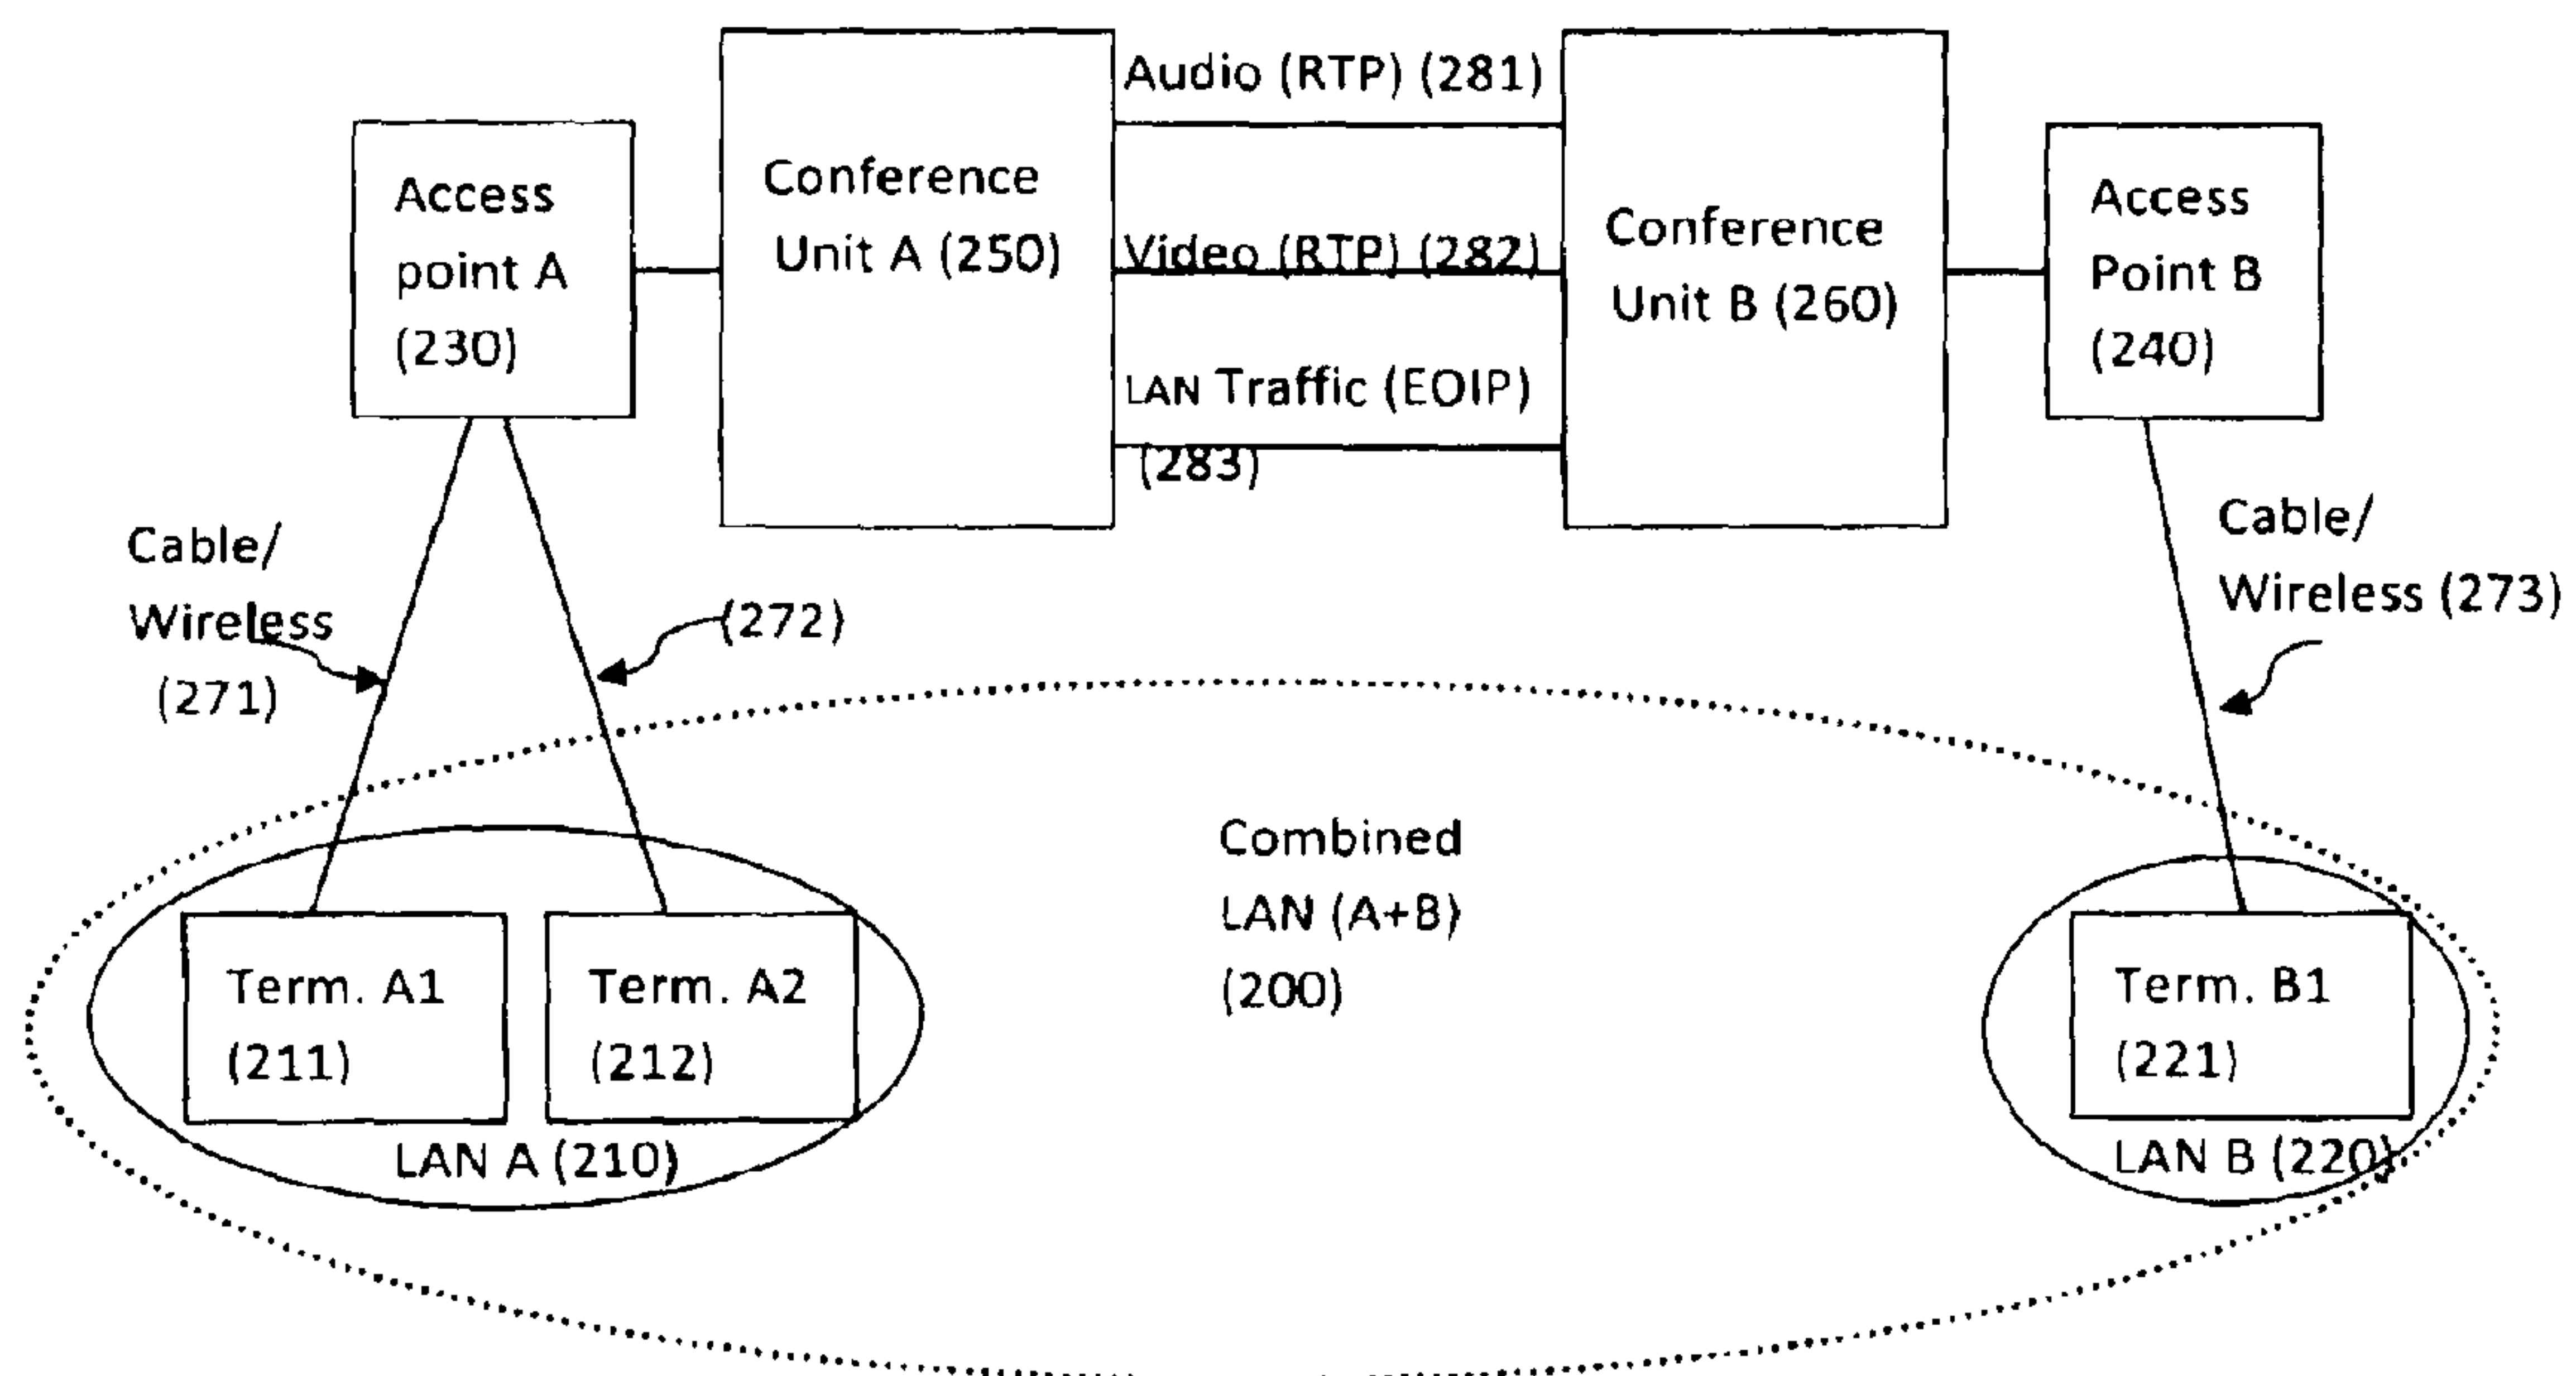 Audio (RTP) (281)
Access
point A
(230)
Conference
Unit A (250)
Video (RTP) (282)
LAN Traffic (EOIP)
(283)
Conference
Unit B (260)
Access
Point B
(240)
Cable/
Wireless
(271)
(272)
Cable/
Wireless (273)
Combined
LAN (A+B)
(200)
Term. A1
(211)
Term. A2
(212)
LAN A (210)
Term. B1
(221)
LAN B (220)